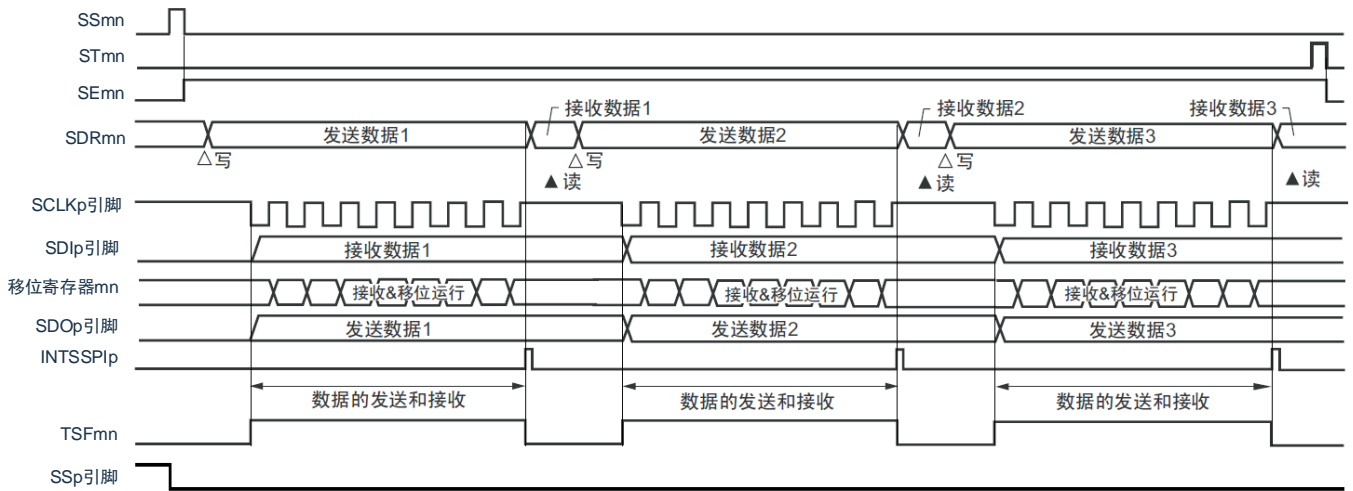 SSmn
STmn
SEmn
接收数据1 接收数据2 接收数据3
SDRmn 发送数据1 发送数据2 发送数据3
△写 △写 △写
▲读 ▲读 ▲读
SCLKp引脚
SDIp引脚 接收数据1 接收数据2 接收数据3
移位寄存器mn 接收&移位运行 接收&移位运行 接收&移位运行
SDOp引脚 发送数据1 发送数据2 发送数据3
INTSSPIp
数据的发送和接收 数据的发送和接收 数据的发送和接收
TSFmn
SSp引脚